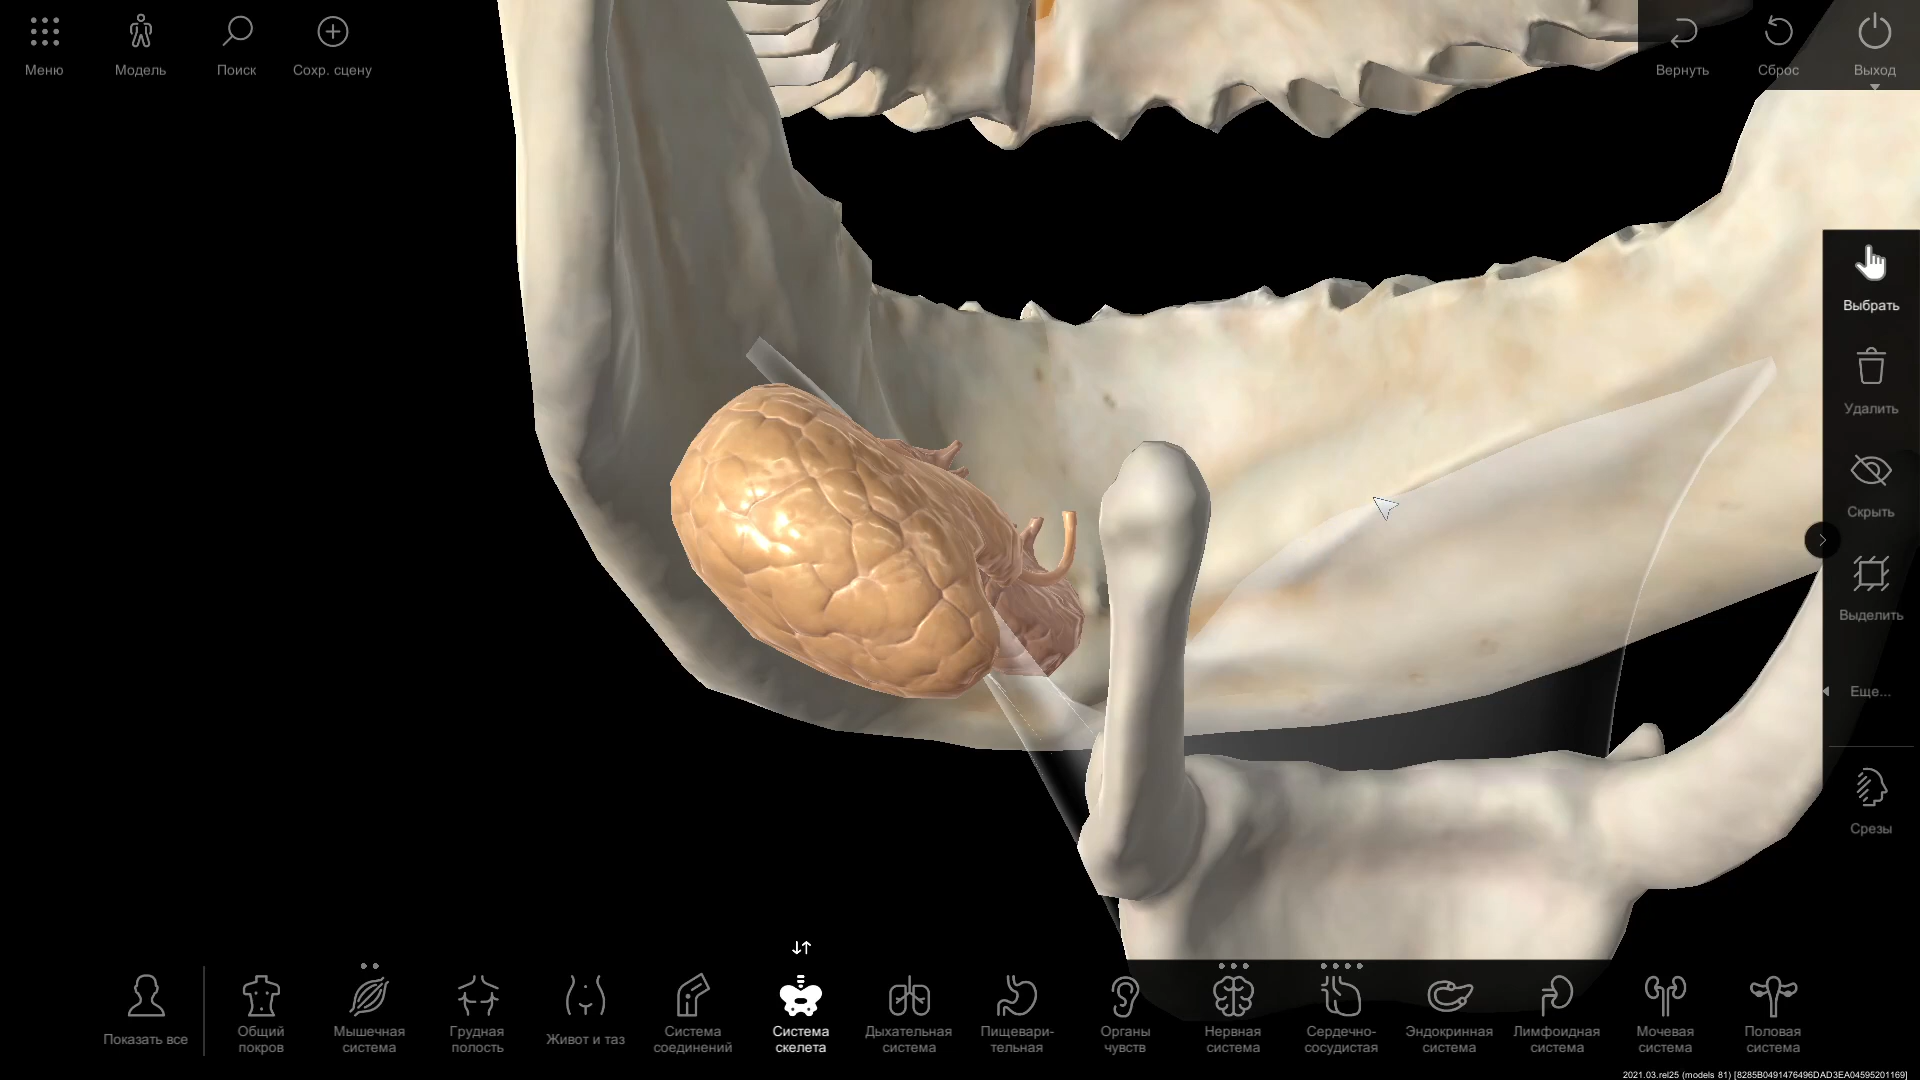 Меню
Модель
Поиск
Сохр. сцену
Вернуть
Сброс
Выход
Выбрать
Удалить
Скрыть
Выделить
Еще...
Срезы
Показать все
Общий
покров
Мышечная
система
Грудная
полость
Живот и таз
Система
соединений
Система
скелета
Дыхательная
система
Пищевари-
тельная
Органы
чувств
Нервная
система
Сердечно-
сосудистая
Эндокринная
система
Лимфоидная
система
Мочевая
система
Половая
система
2021.03.rel25 (models 81) [8285B0491476496DAD3EA04595201169]